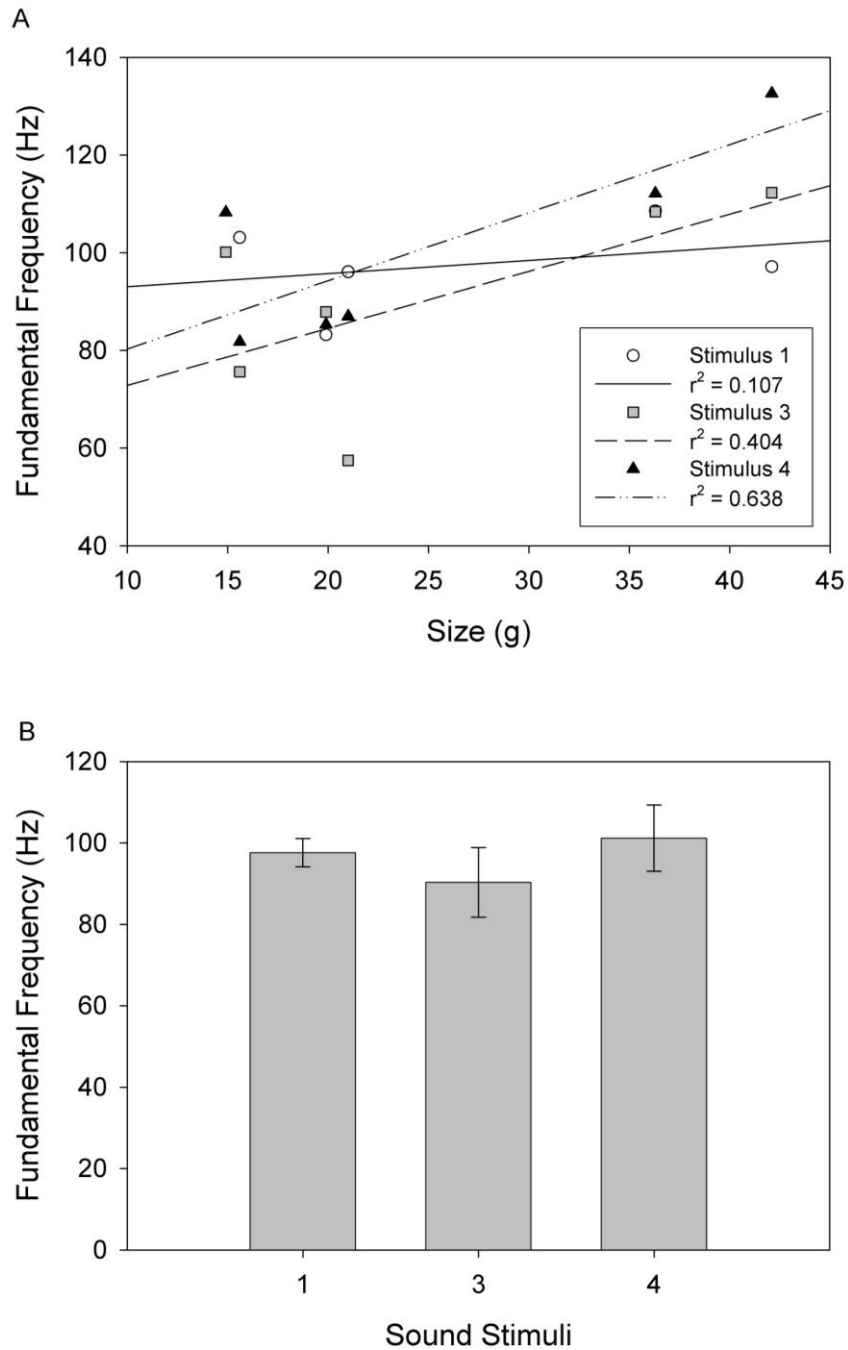 A
140
120
100
80
60
40
Fundamental Frequency (Hz)
Stimulus 1
r² = 0.107
Stimulus 3
r² = 0.404
Stimulus 4
r² = 0.638
10 15 20 25 30 35 40 45
Size (g)
B
120
100
80
60
40
20
0
Fundamental Frequency (Hz)
1 3 4
Sound Stimuli